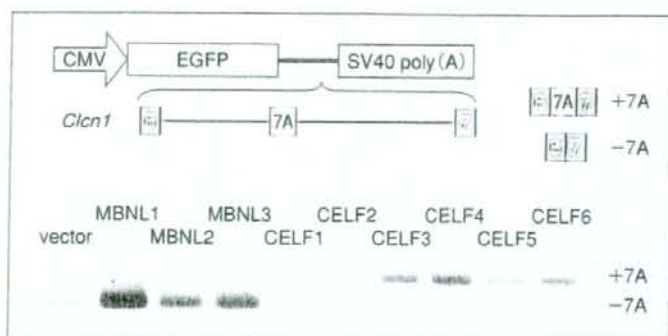 CMV EGFP SV40 poly(A)
Clcn1 7A
7A +7A
−7A
MBNL1 MBNL3 CELF2 CELF4 CELF6
vector MBNL2 CELF1 CELF3 CELF5
+7A
−7A